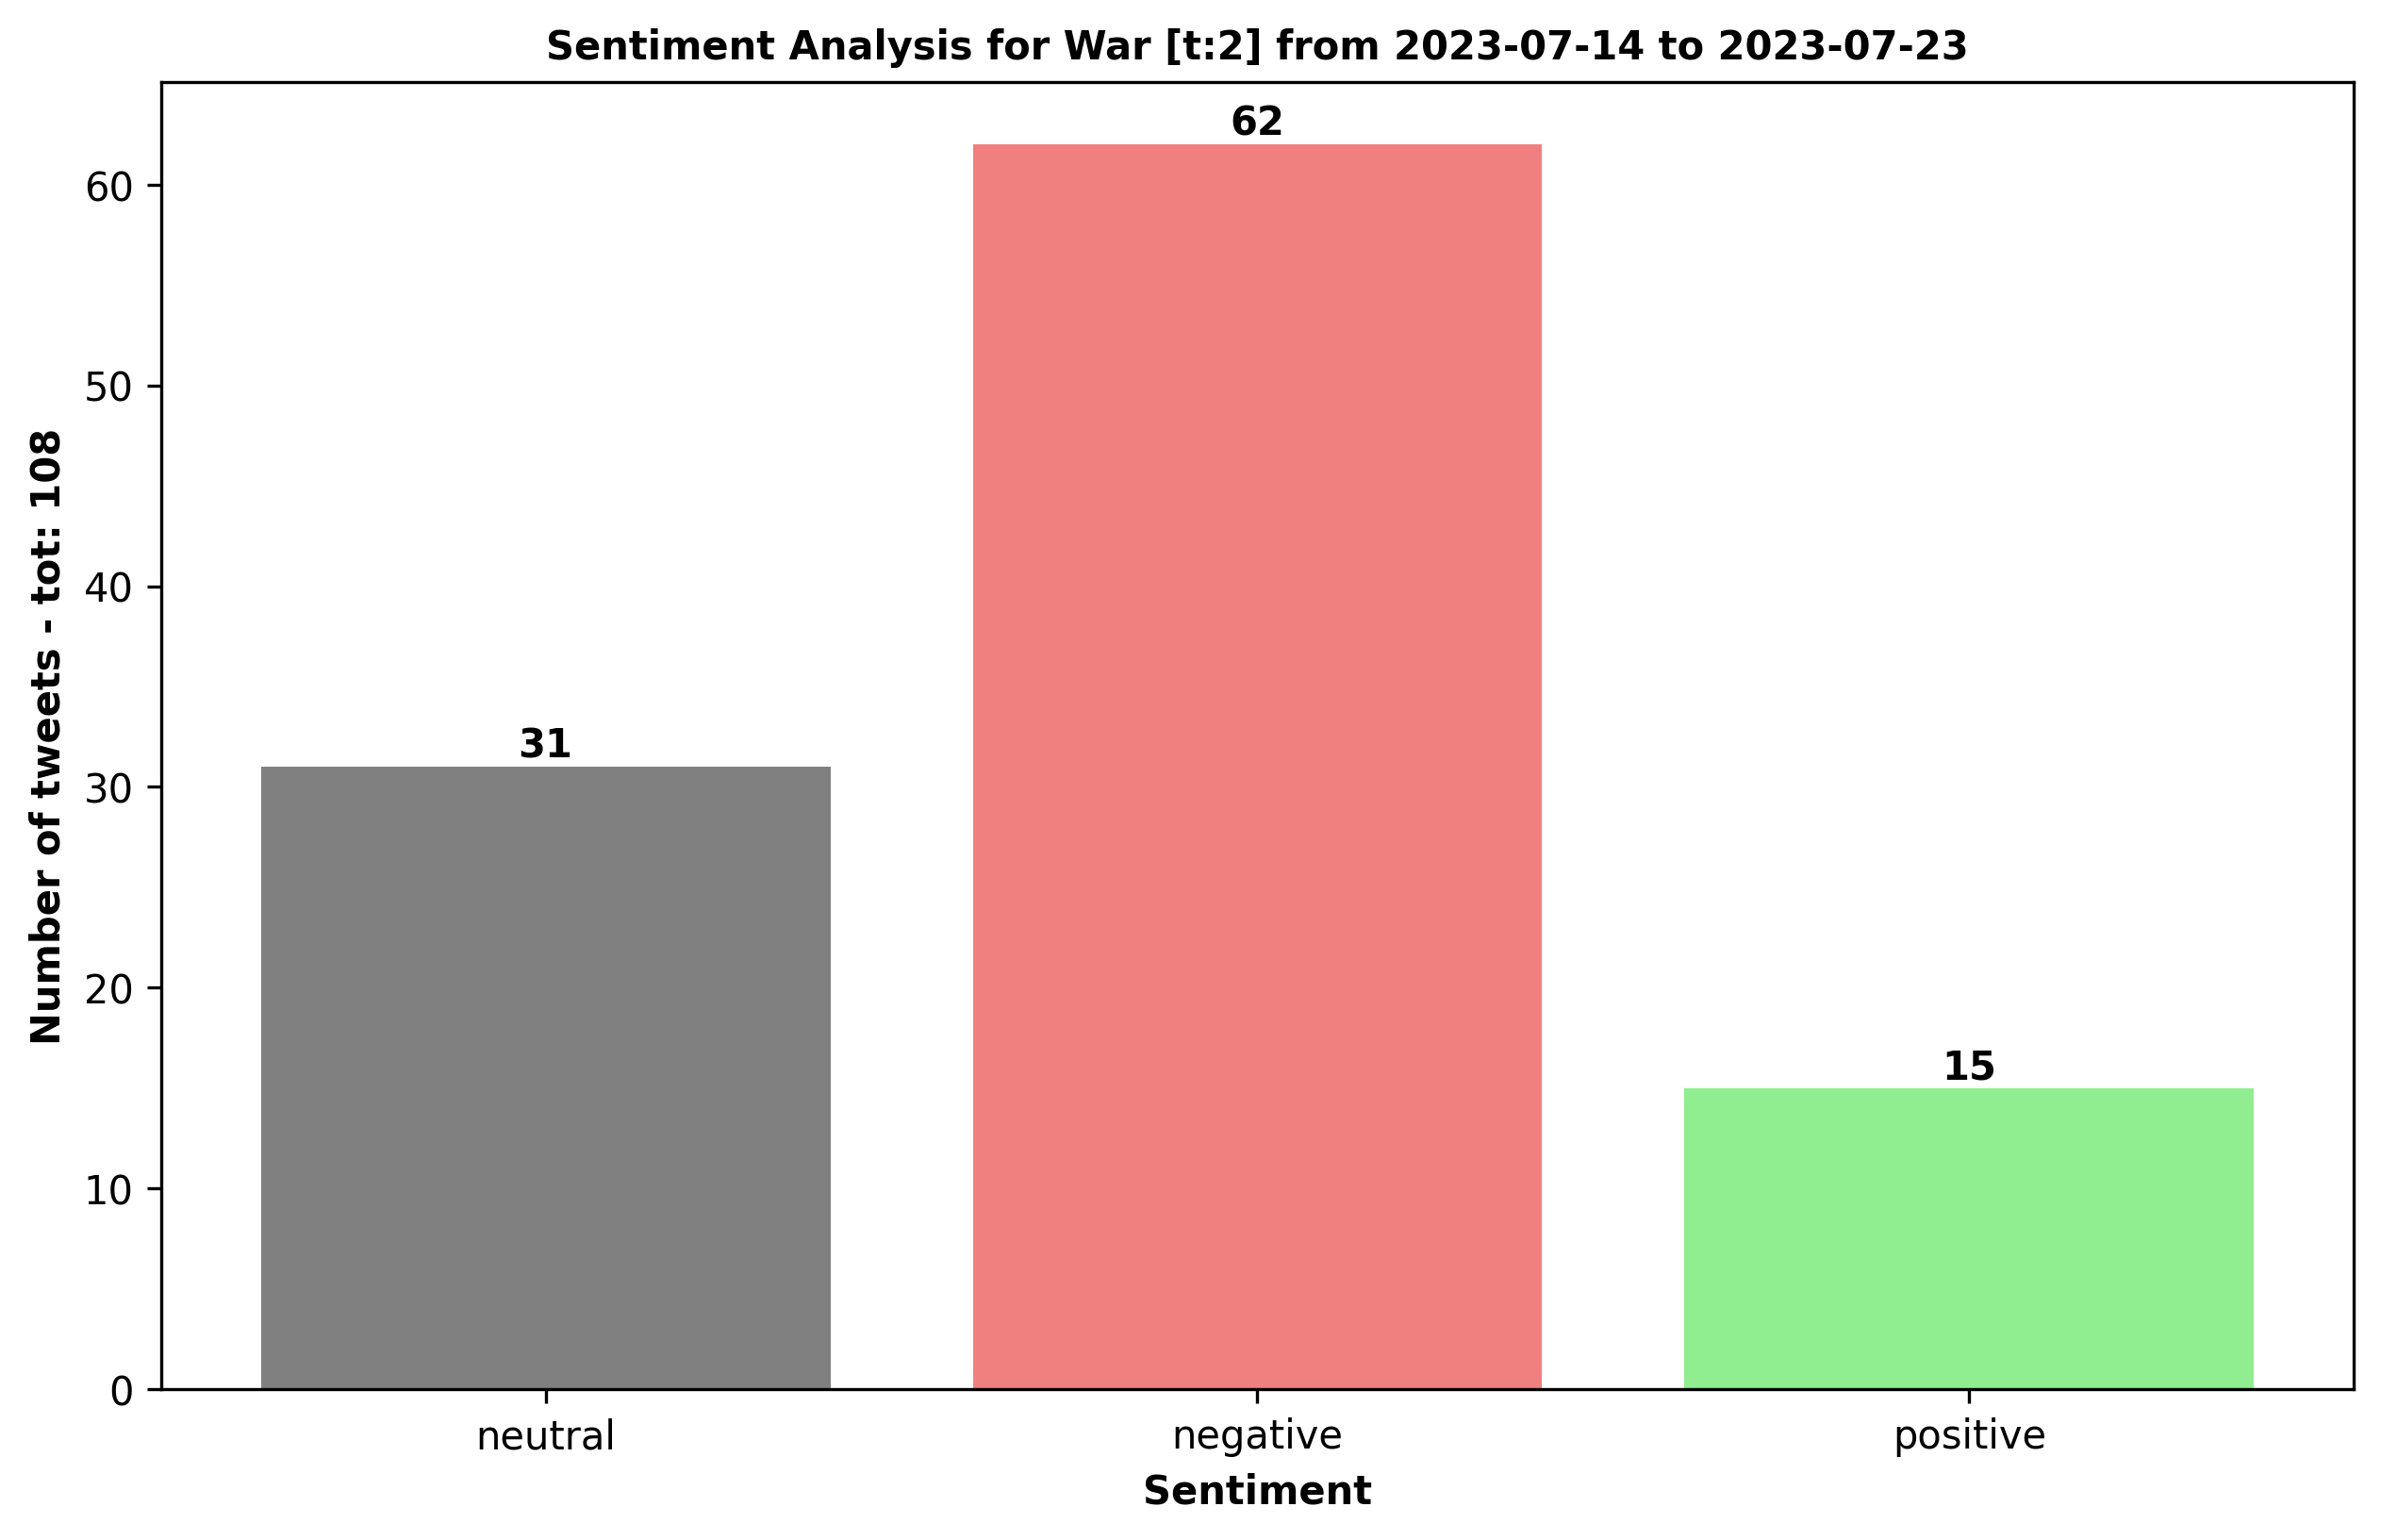 Sentiment Analysis for War [t:2] from 2023-07-14 to 2023-07-23
Number of tweets - tot: 108
60
50
40
30
20
10
0
31
62
15
neutral
negative
positive
Sentiment